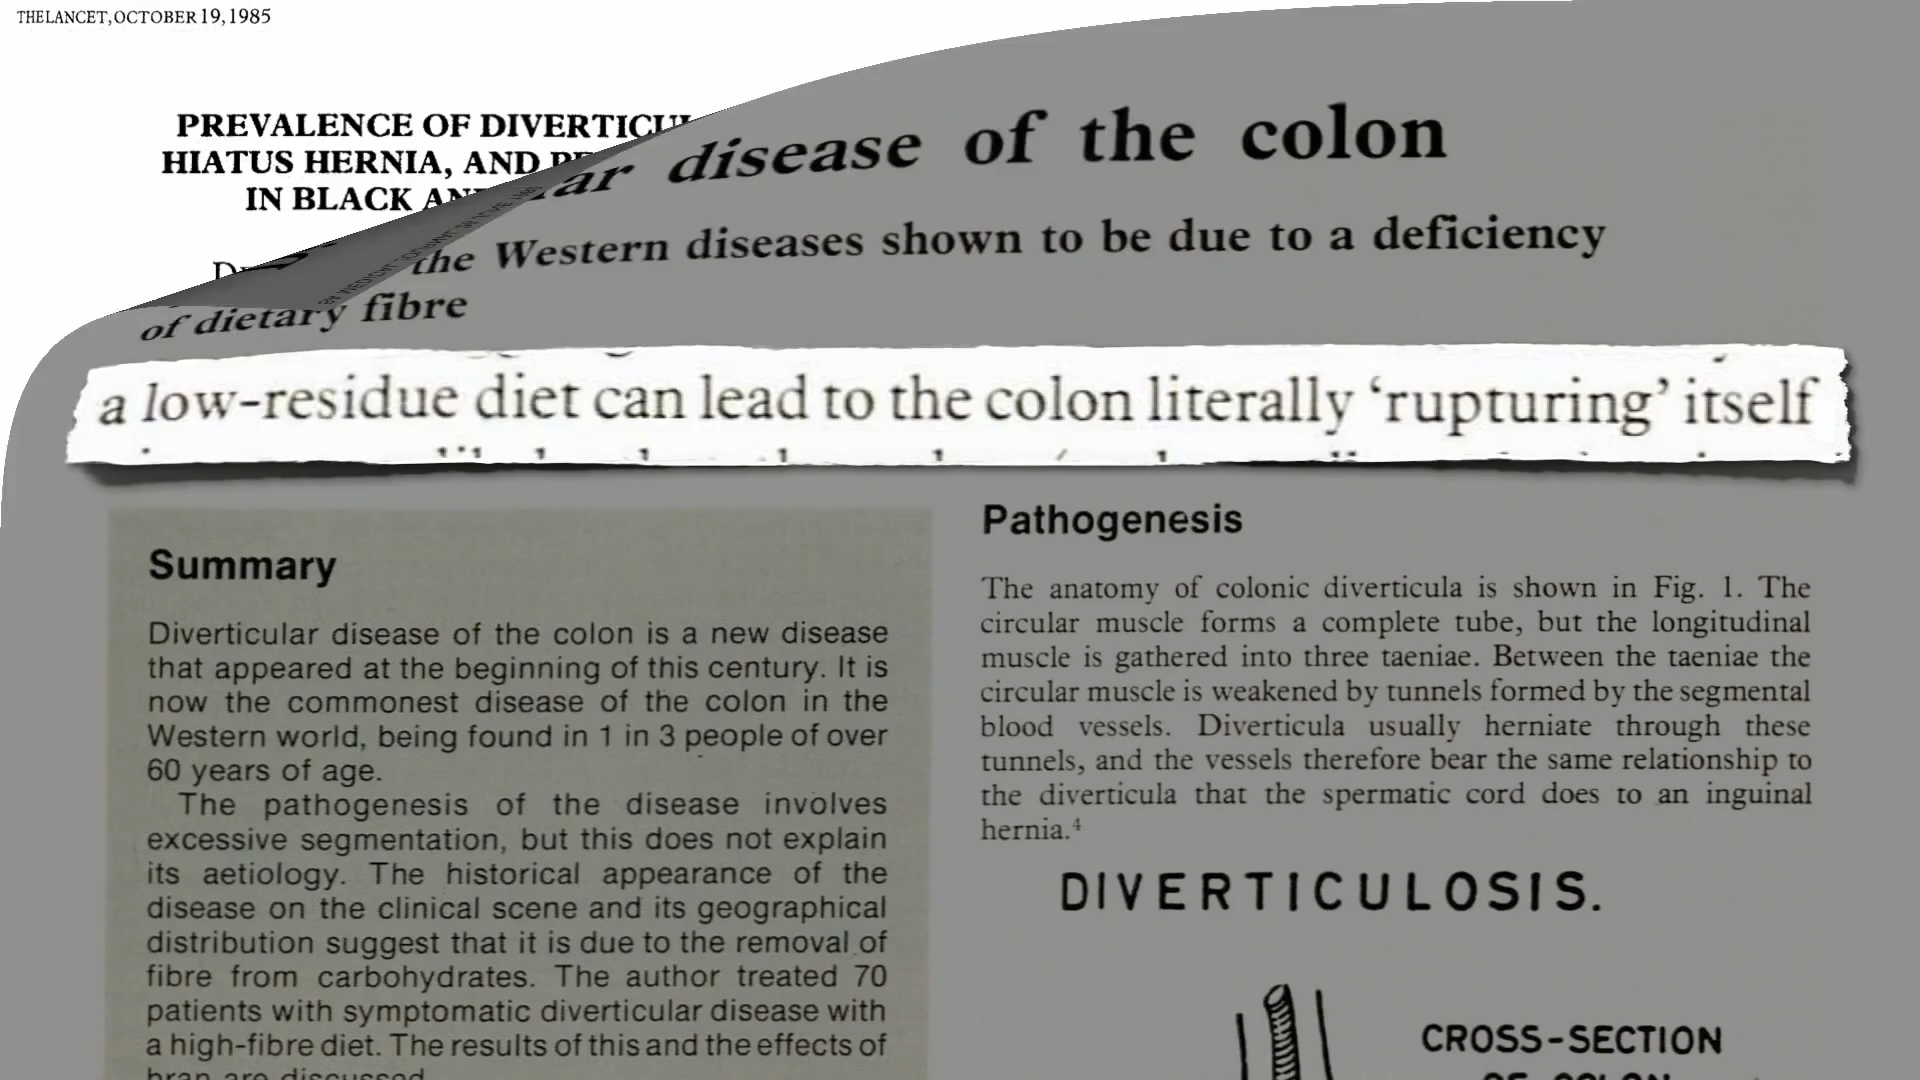 THE LANCET, OCTOBER 19, 1985
PREVALENCE OF
HIATUS HERNIA, AND
IN BLACK
disease of the colon
the Western diseases shown to be due to a deficiency
of dietary fibre
a low-residue diet can lead to the colon literally ‘rupturing’ itself
Summary
Diverticular disease of the colon is a new disease
that appeared at the beginning of this century. It is
now the commonest disease of the colon in the
Western world, being found in 1 in 3 people of over
60 years of age.
The pathogenesis of the disease involves
excessive segmentation, but this does not explain
its aetiology. The historical appearance of the
disease on the clinical scene and its geographical
distribution suggest that it is due to the removal of
fibre from carbohydrates. The author treated 70
patients with symptomatic diverticular disease with
a high-fibre diet. The results of this and the effects of
bran are discussed
Pathogenesis
The anatomy of colonic diverticula is shown in Fig. 1. The
circular muscle forms a complete tube, but the longitudinal
muscle is gathered into three taeniae. Between the taeniae the
circular muscle is weakened by tunnels formed by the segmental
blood vessels. Diverticula usually herniate through these
tunnels, and the vessels therefore bear the same relationship to
the diverticula that the spermatic cord does to an inguinal
hernia.⁴
DIVERTICULOSIS.
CROSS-SECTION
OF COLON